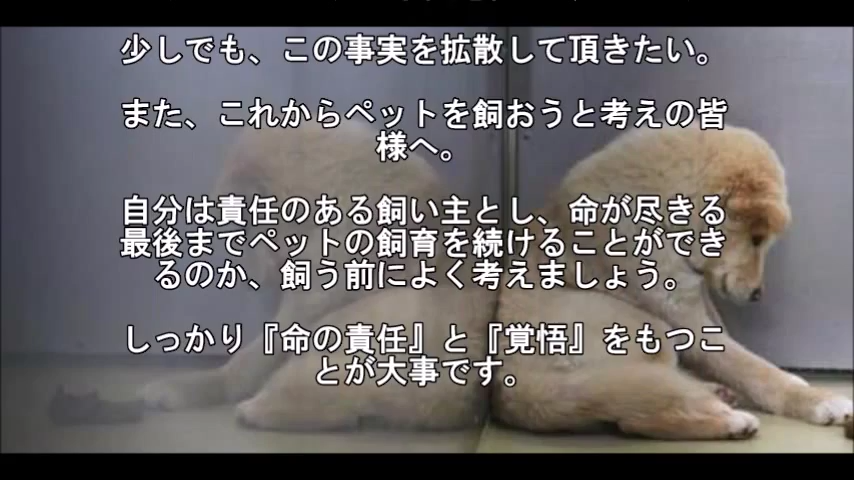 少しでも、この事実を拡散して頂きたい。
また、これからペットを飼おうと考えの皆
様へ。
自分は責任のある飼い主とし、命が尽きる
最後までペットの飼育を続けることができ
るのか、飼う前によく考えましょう。
しっかり『命の責任』と『覚悟』をもつこ
とが大事です。